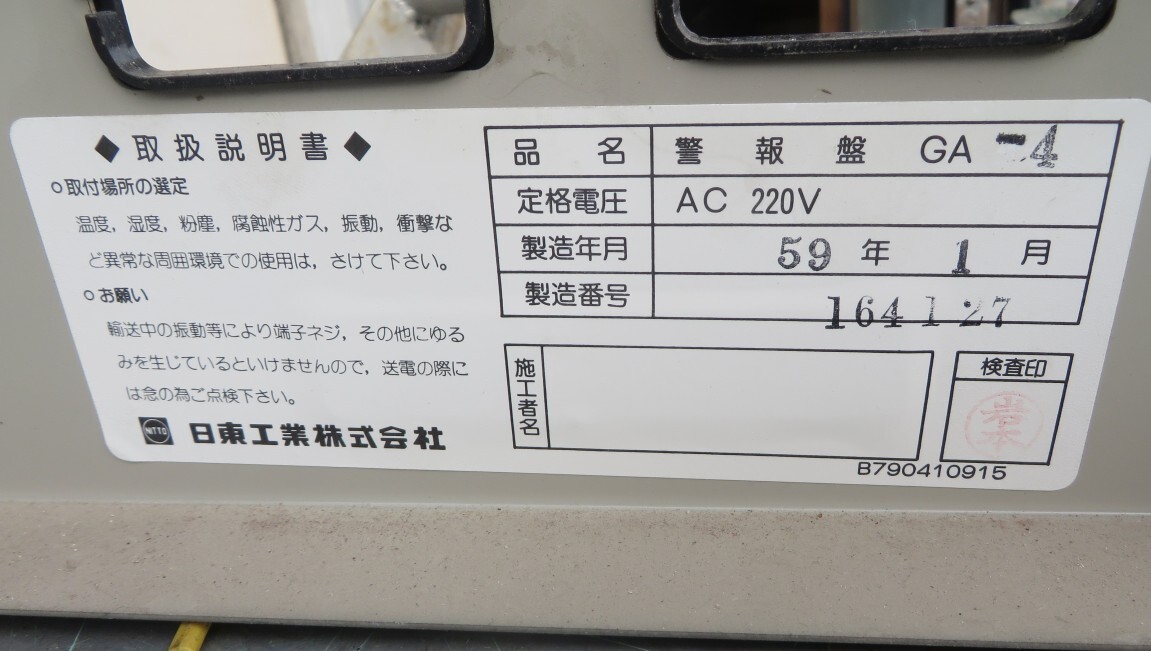 ◆取扱説明書◆
○取付場所の選定
温度，湿度，粉塵，腐蝕性ガス，振動，衝撃な
ど異常な周囲環境での使用は，さけて下さい。
○お願い
輸送中の振動等により端子ネジ，その他にゆる
みを生じているといけませんので，送電の際に
は念の為ご点検下さい。
NITTO 日東工業株式会社
品名 警報盤 GA-4
定格電圧 AC 220V
製造年月 59年1月
製造番号 164127
施工者名
検査印
B790410915